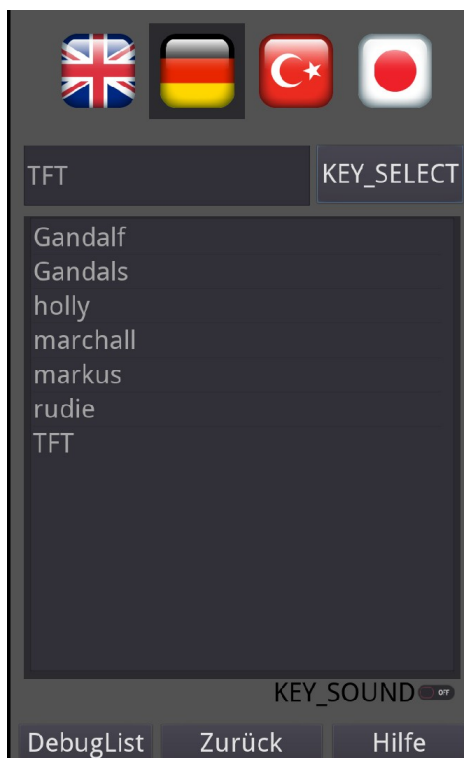 TFT
KEY_SELECT
Gandalf
Gandals
holly
marchall
markus
rudie
TFT
KEY_SOUND OFF
DebugList
Zurück
Hilfe